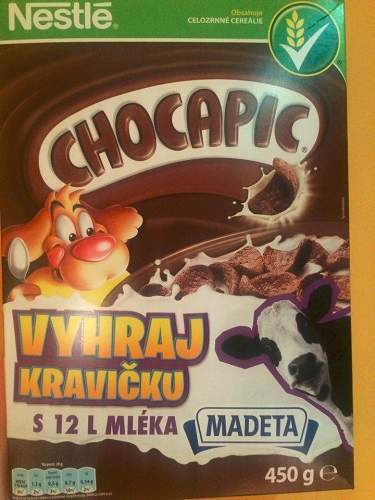 Nestlé
Obsahuje
CELOZRNNÉ CEREÁLIE
CHOCAPIC®
VYHRAJ
KRAVIČKU
S 12 L MLÉKA
MADETA
450 g e